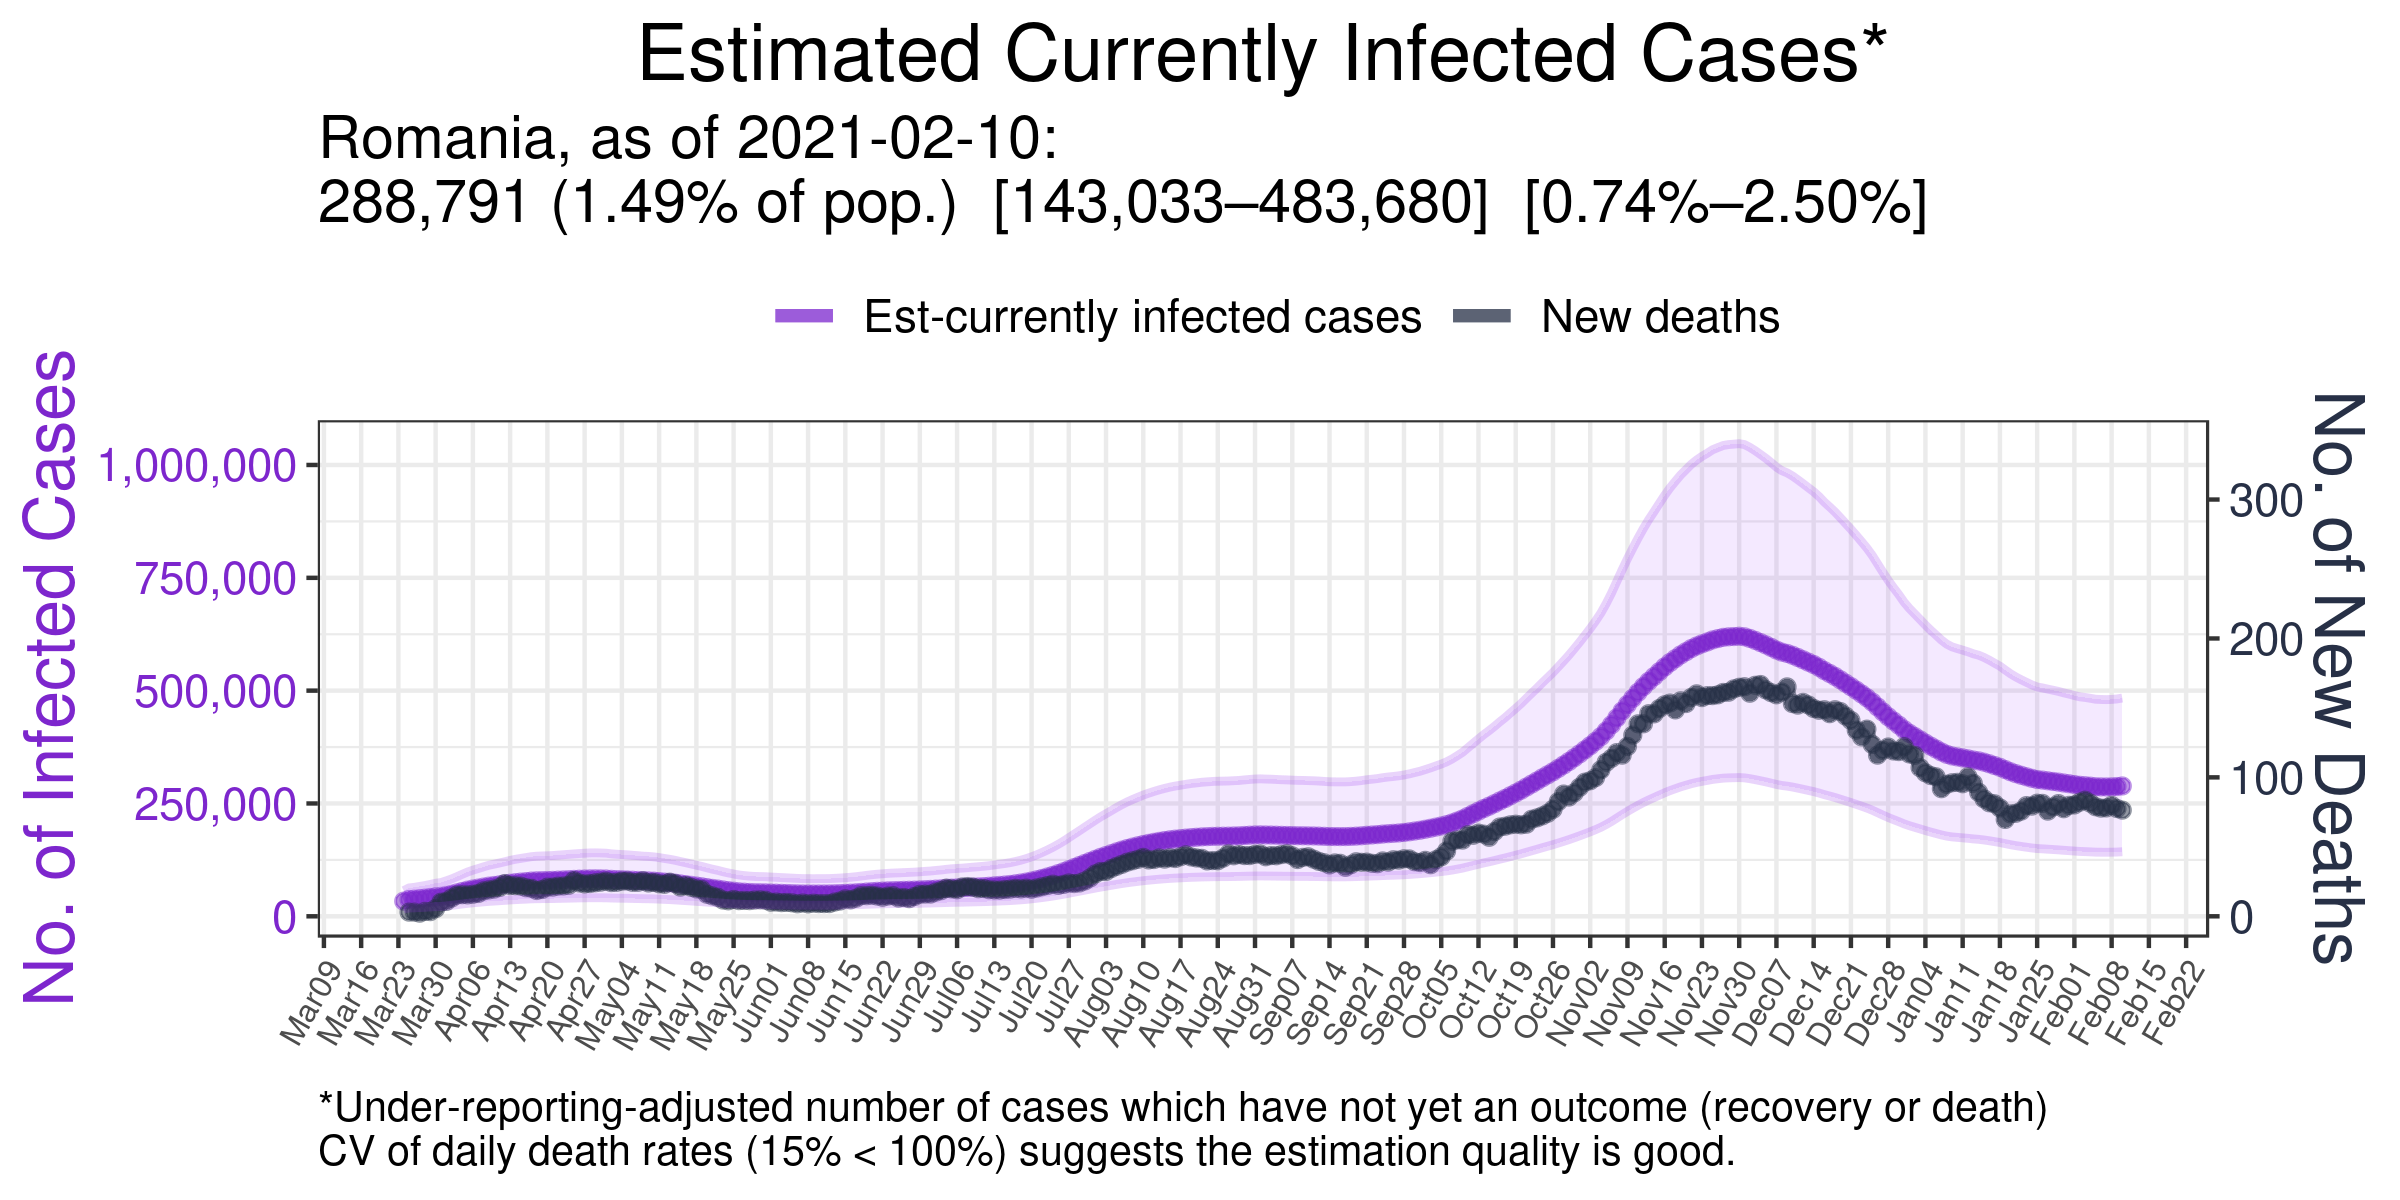 Estimated Currently Infected Cases*
Romania, as of 2021-02-10:
288,791 (1.49% of pop.)  [143,033–483,680]  [0.74%–2.50%]
Est-currently infected cases
New deaths
No. of Infected Cases
1,000,000
750,000
500,000
250,000
0
No. of New Deaths
300
200
100
0
Mar09
Mar16
Mar23
Mar30
Apr06
Apr13
Apr20
Apr27
May04
May11
May18
May25
Jun01
Jun08
Jun15
Jun22
Jun29
Jul06
Jul13
Jul20
Jul27
Aug03
Aug10
Aug17
Aug24
Aug31
Sep07
Sep14
Sep21
Sep28
Oct05
Oct12
Oct19
Oct26
Nov02
Nov09
Nov16
Nov23
Nov30
Dec07
Dec14
Dec21
Dec28
Jan04
Jan11
Jan18
Jan25
Feb01
Feb08
Feb15
Feb22
*Under-reporting-adjusted number of cases which have not yet an outcome (recovery or death)
CV of daily death rates (15% < 100%) suggests the estimation quality is good.